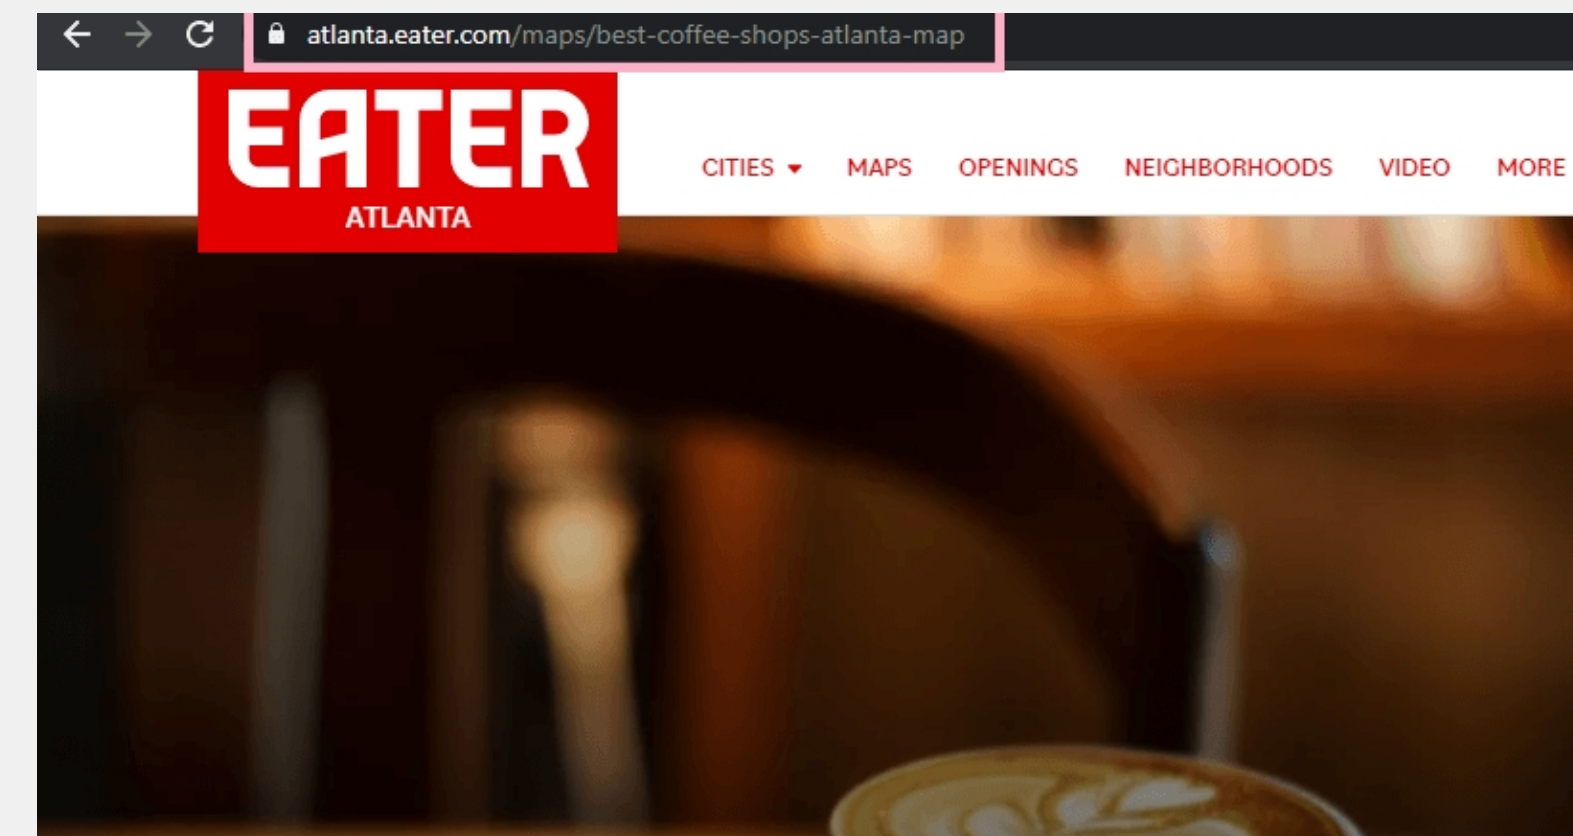 atlanta.eater.com/maps/best-coffee-shops-atlanta-map
EATER
ATLANTA
CITIES MAPS OPENINGS NEIGHBORHOODS VIDEO MORE